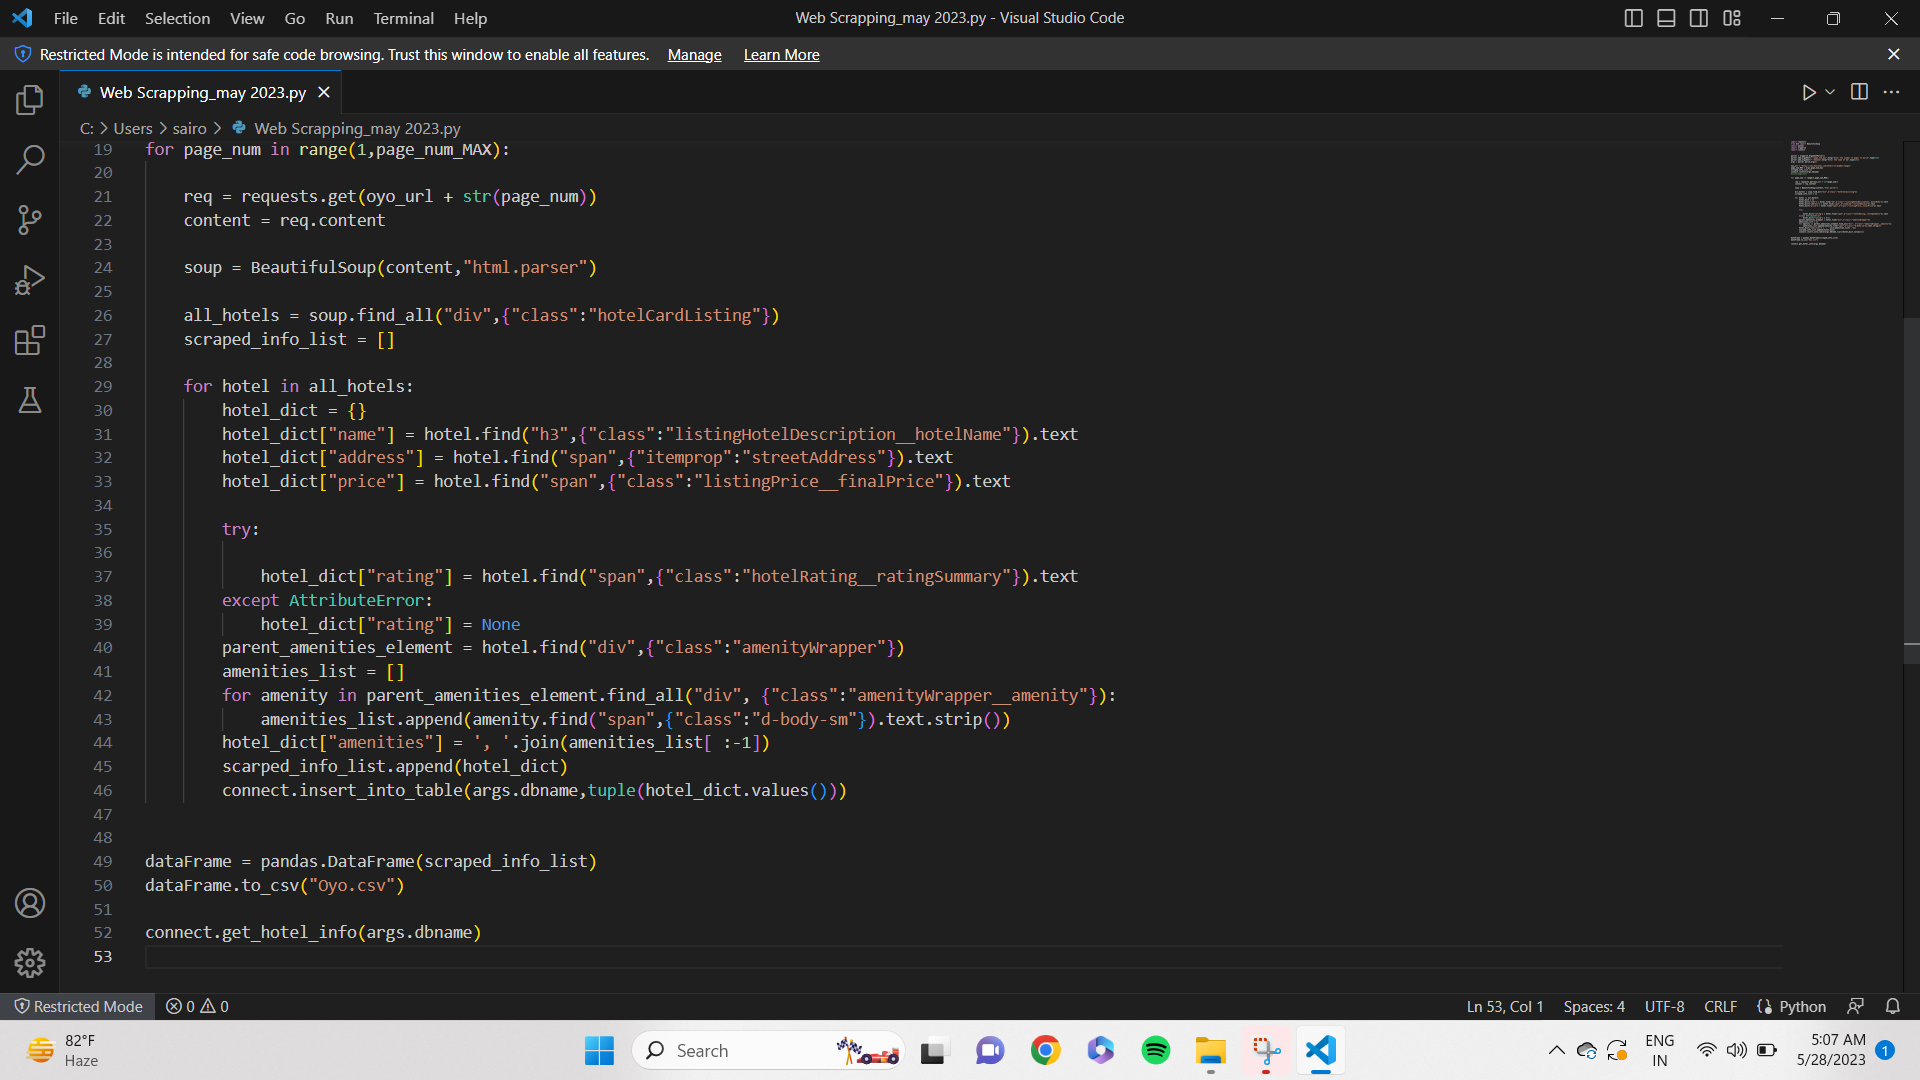 File Edit Selection View Go Run Terminal Help
Web Scrapping_may 2023.py - Visual Studio Code
Restricted Mode is intended for safe code browsing. Trust this window to enable all features. Manage Learn More
Web Scrapping_may 2023.py
C: > Users > sairo > Web Scrapping_may 2023.py
19 for page_num in range(1,page_num_MAX):
20
21     req = requests.get(oyo_url + str(page_num))
22     content = req.content
23
24     soup = BeautifulSoup(content,"html.parser")
25
26     all_hotels = soup.find_all("div",{"class":"hotelCardListing"})
27     scraped_info_list = []
28
29     for hotel in all_hotels:
30         hotel_dict = {}
31         hotel_dict["name"] = hotel.find("h3",{"class":"listingHotelDescription__hotelName"}).text
32         hotel_dict["address"] = hotel.find("span",{"itemprop":"streetAddress"}).text
33         hotel_dict["price"] = hotel.find("span",{"class":"listingPrice__finalPrice"}).text
34
35         try:
36
37             hotel_dict["rating"] = hotel.find("span",{"class":"hotelRating__ratingSummary"}).text
38         except AttributeError:
39             hotel_dict["rating"] = None
40         parent_amenities_element = hotel.find("div",{"class":"amenityWrapper"})
41         amenities_list = []
42         for amenity in parent_amenities_element.find_all("div", {"class":"amenityWrapper__amenity"}):
43             amenities_list.append(amenity.find("span",{"class":"d-body-sm"}).text.strip())
44         hotel_dict["amenities"] = ', '.join(amenities_list[ :-1])
45         scarped_info_list.append(hotel_dict)
46         connect.insert_into_table(args.dbname,tuple(hotel_dict.values()))
47
48
49 dataFrame = pandas.DataFrame(scraped_info_list)
50 dataFrame.to_csv("Oyo.csv")
51
52 connect.get_hotel_info(args.dbname)
53
Restricted Mode 0 0
Ln 53, Col 1 Spaces: 4 UTF-8 CRLF Python
82°F
Haze
Search
ENG
IN
5:07 AM
5/28/2023
1